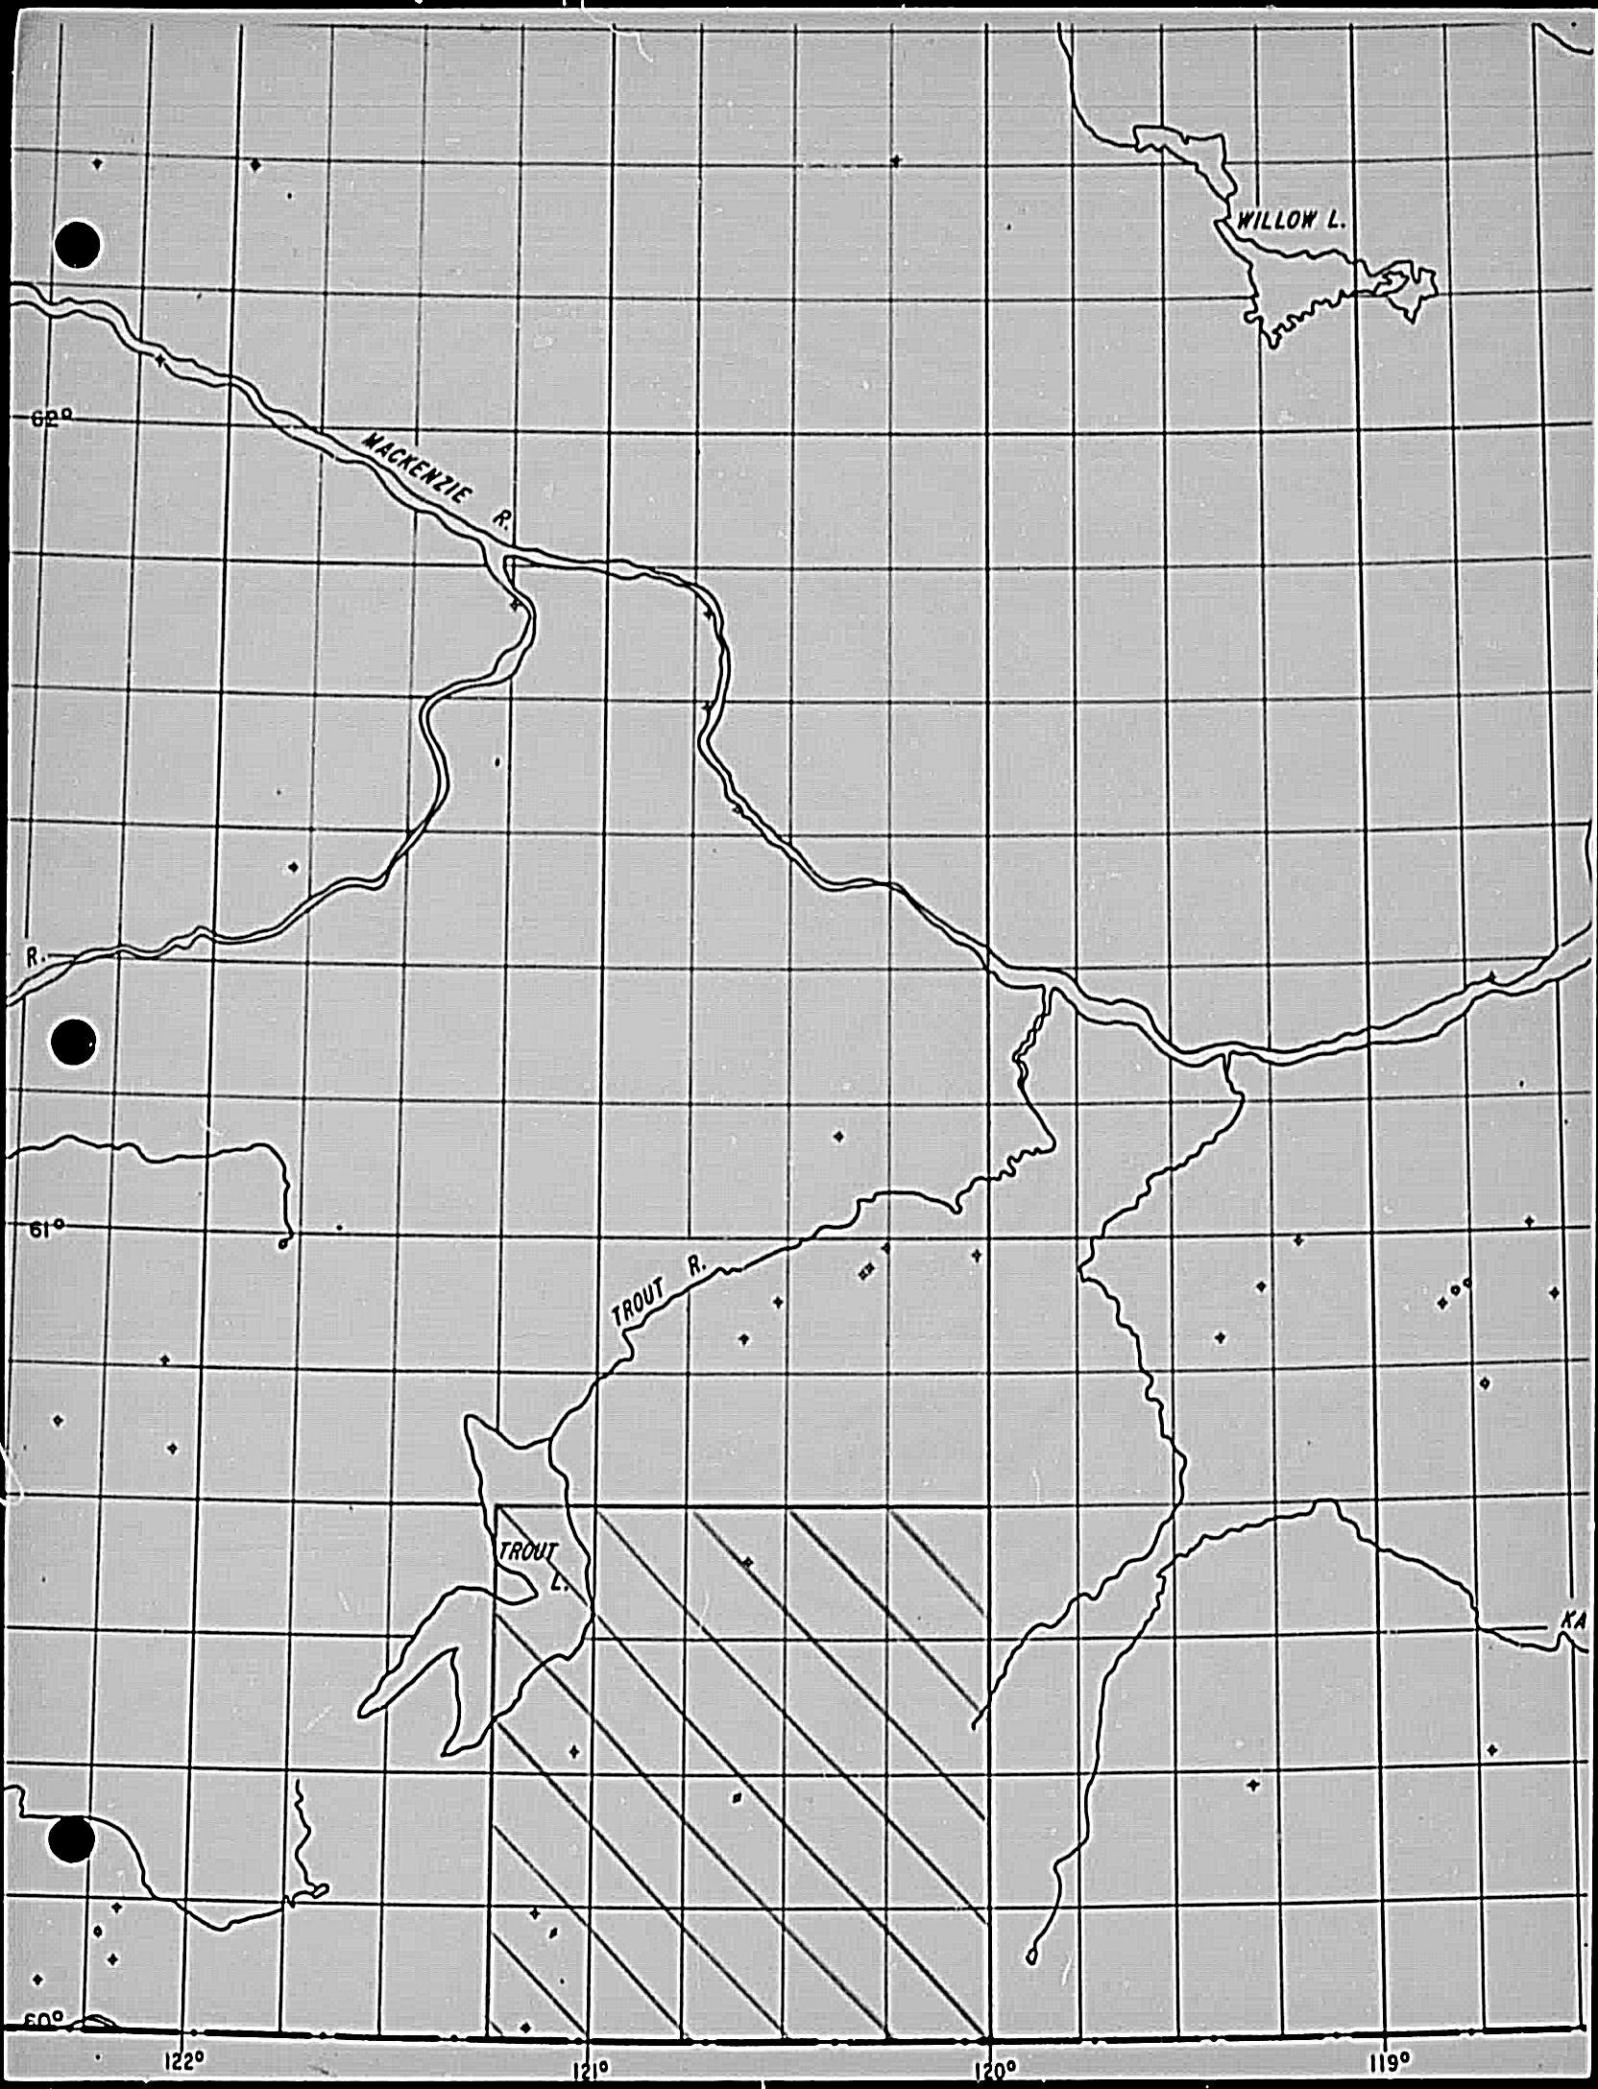 WILLOW L.
62°
MACKENZIE R.
R.
61°
TROUT R.
TROUT L.
KA
60°
122° 121° 120° 119°